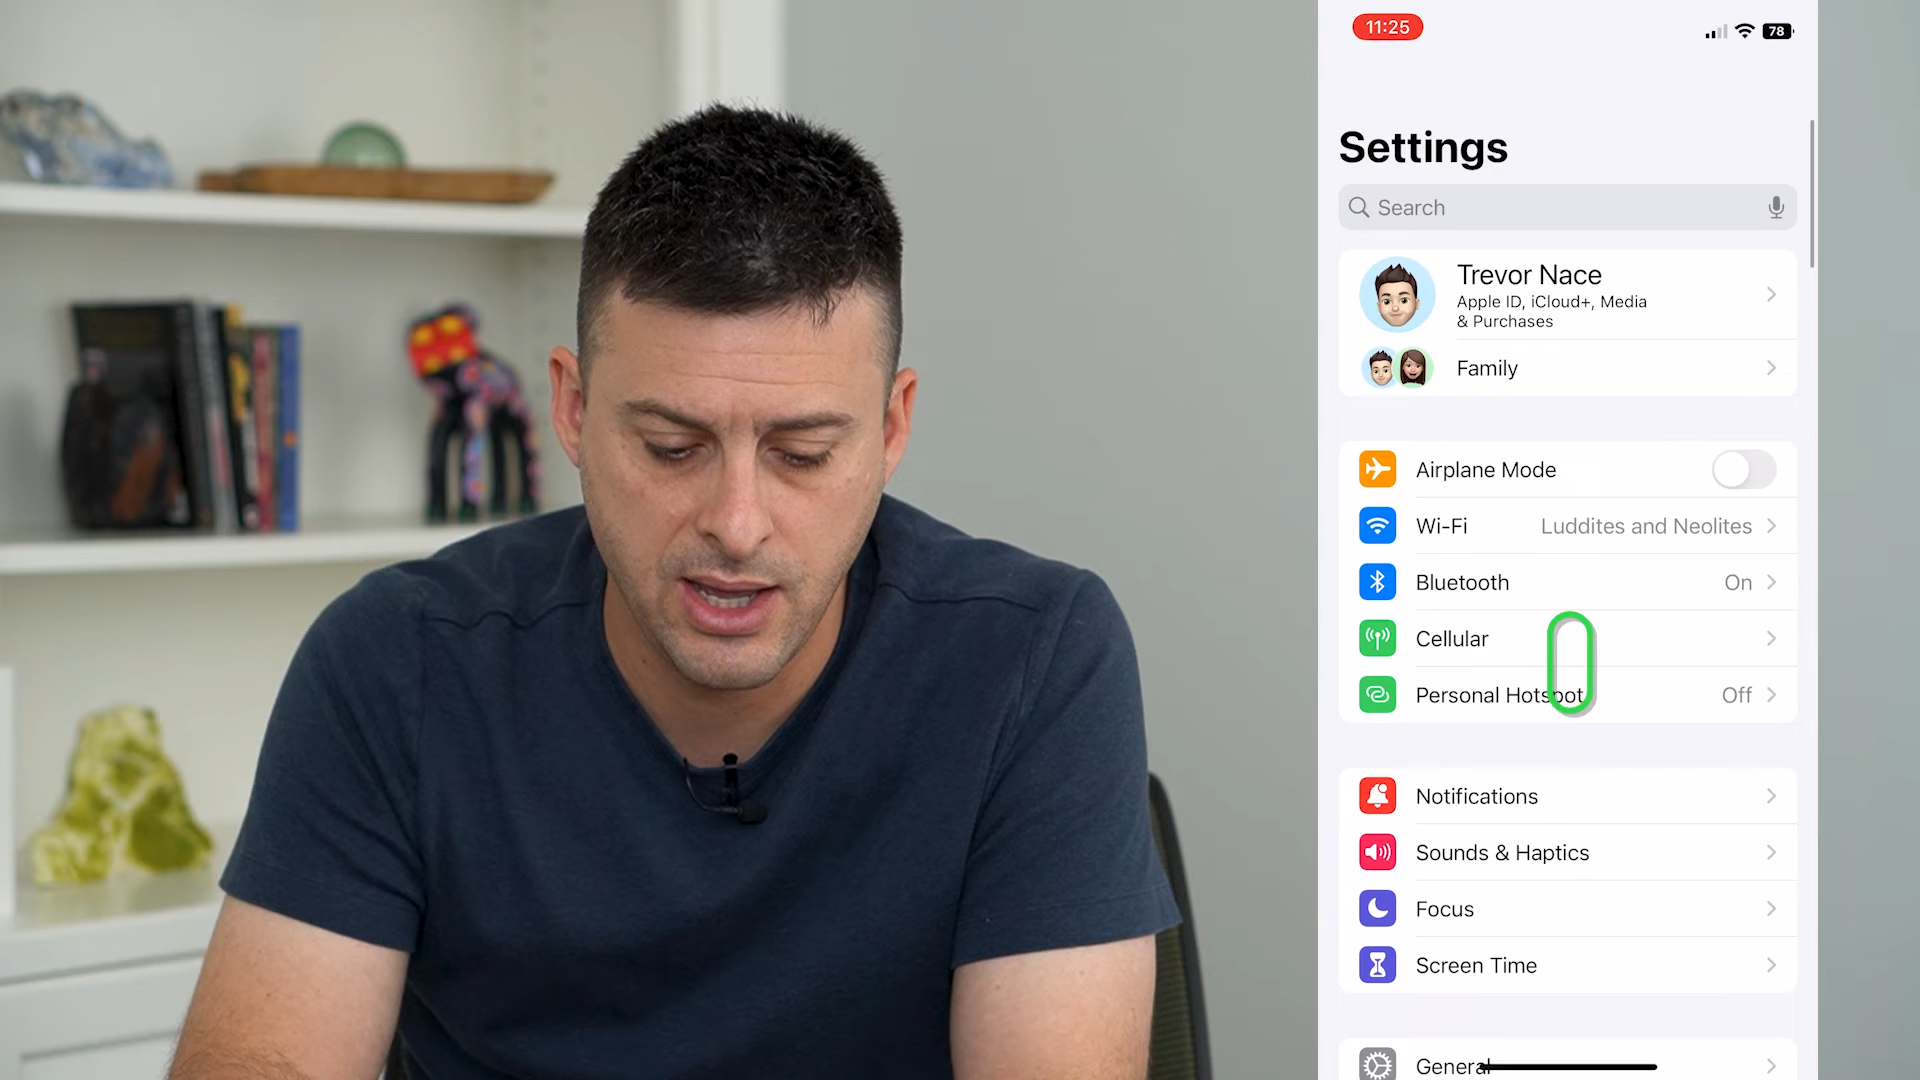 11:25
78
Settings
Search
Trevor Nace
Apple ID, iCloud+, Media
& Purchases
Family
Airplane Mode
Wi-Fi Luddites and Neolites
Bluetooth On
Cellular
Personal Hotspot Off
Notifications
Sounds & Haptics
Focus
Screen Time
General